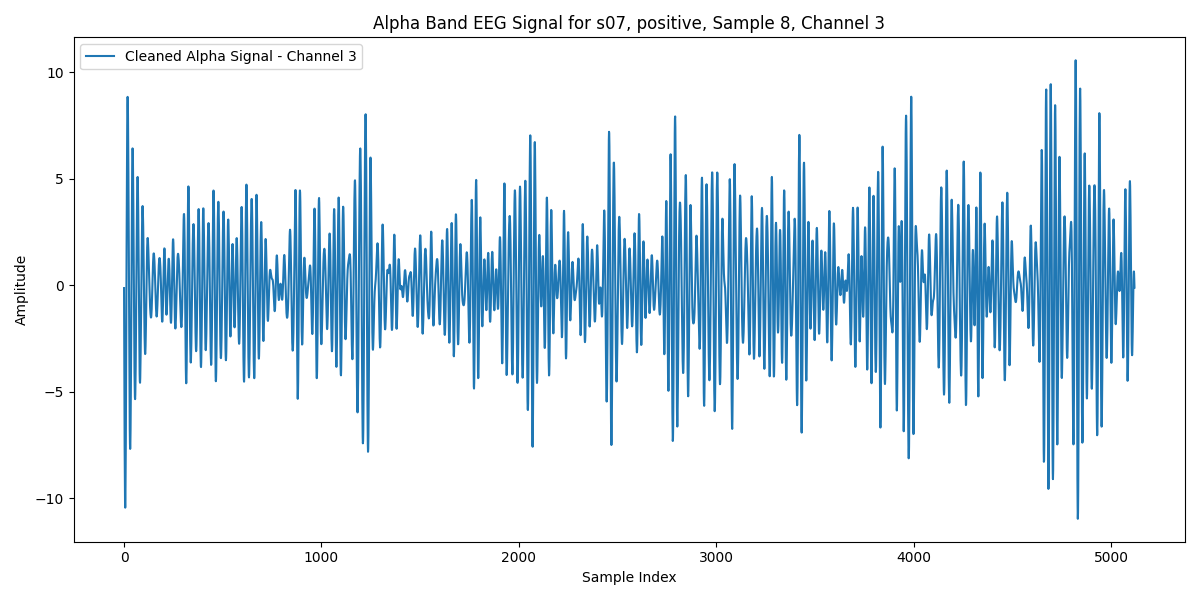 Alpha Band EEG Signal for s07, positive, Sample 8, Channel 3
Cleaned Alpha Signal - Channel 3
10
5
0
−5
−10
Amplitude
0 1000 2000 3000 4000 5000
Sample Index